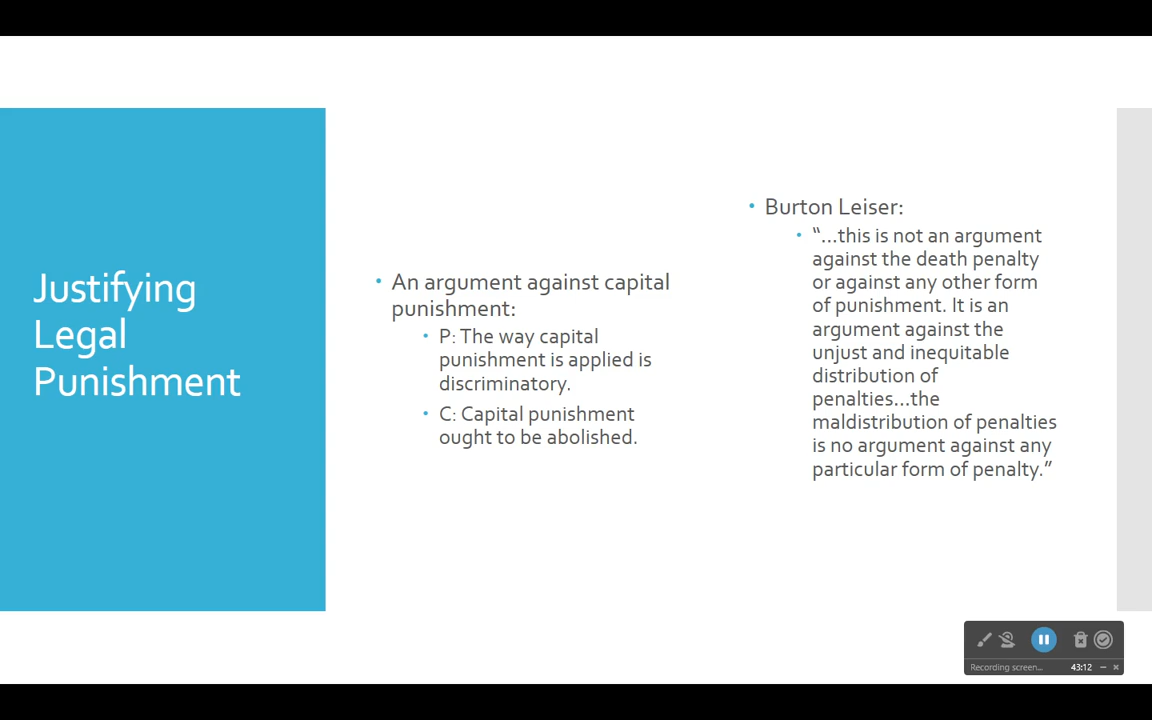 Justifying
Legal
Punishment
• An argument against capital
punishment:
• P: The way capital
punishment is applied is
discriminatory.
• C: Capital punishment
ought to be abolished.
• Burton Leiser:
• “…this is not an argument
against the death penalty
or against any other form
of punishment. It is an
argument against the
unjust and inequitable
distribution of
penalties…the
maldistribution of penalties
is no argument against any
particular form of penalty.”
Recording screen... 43:12